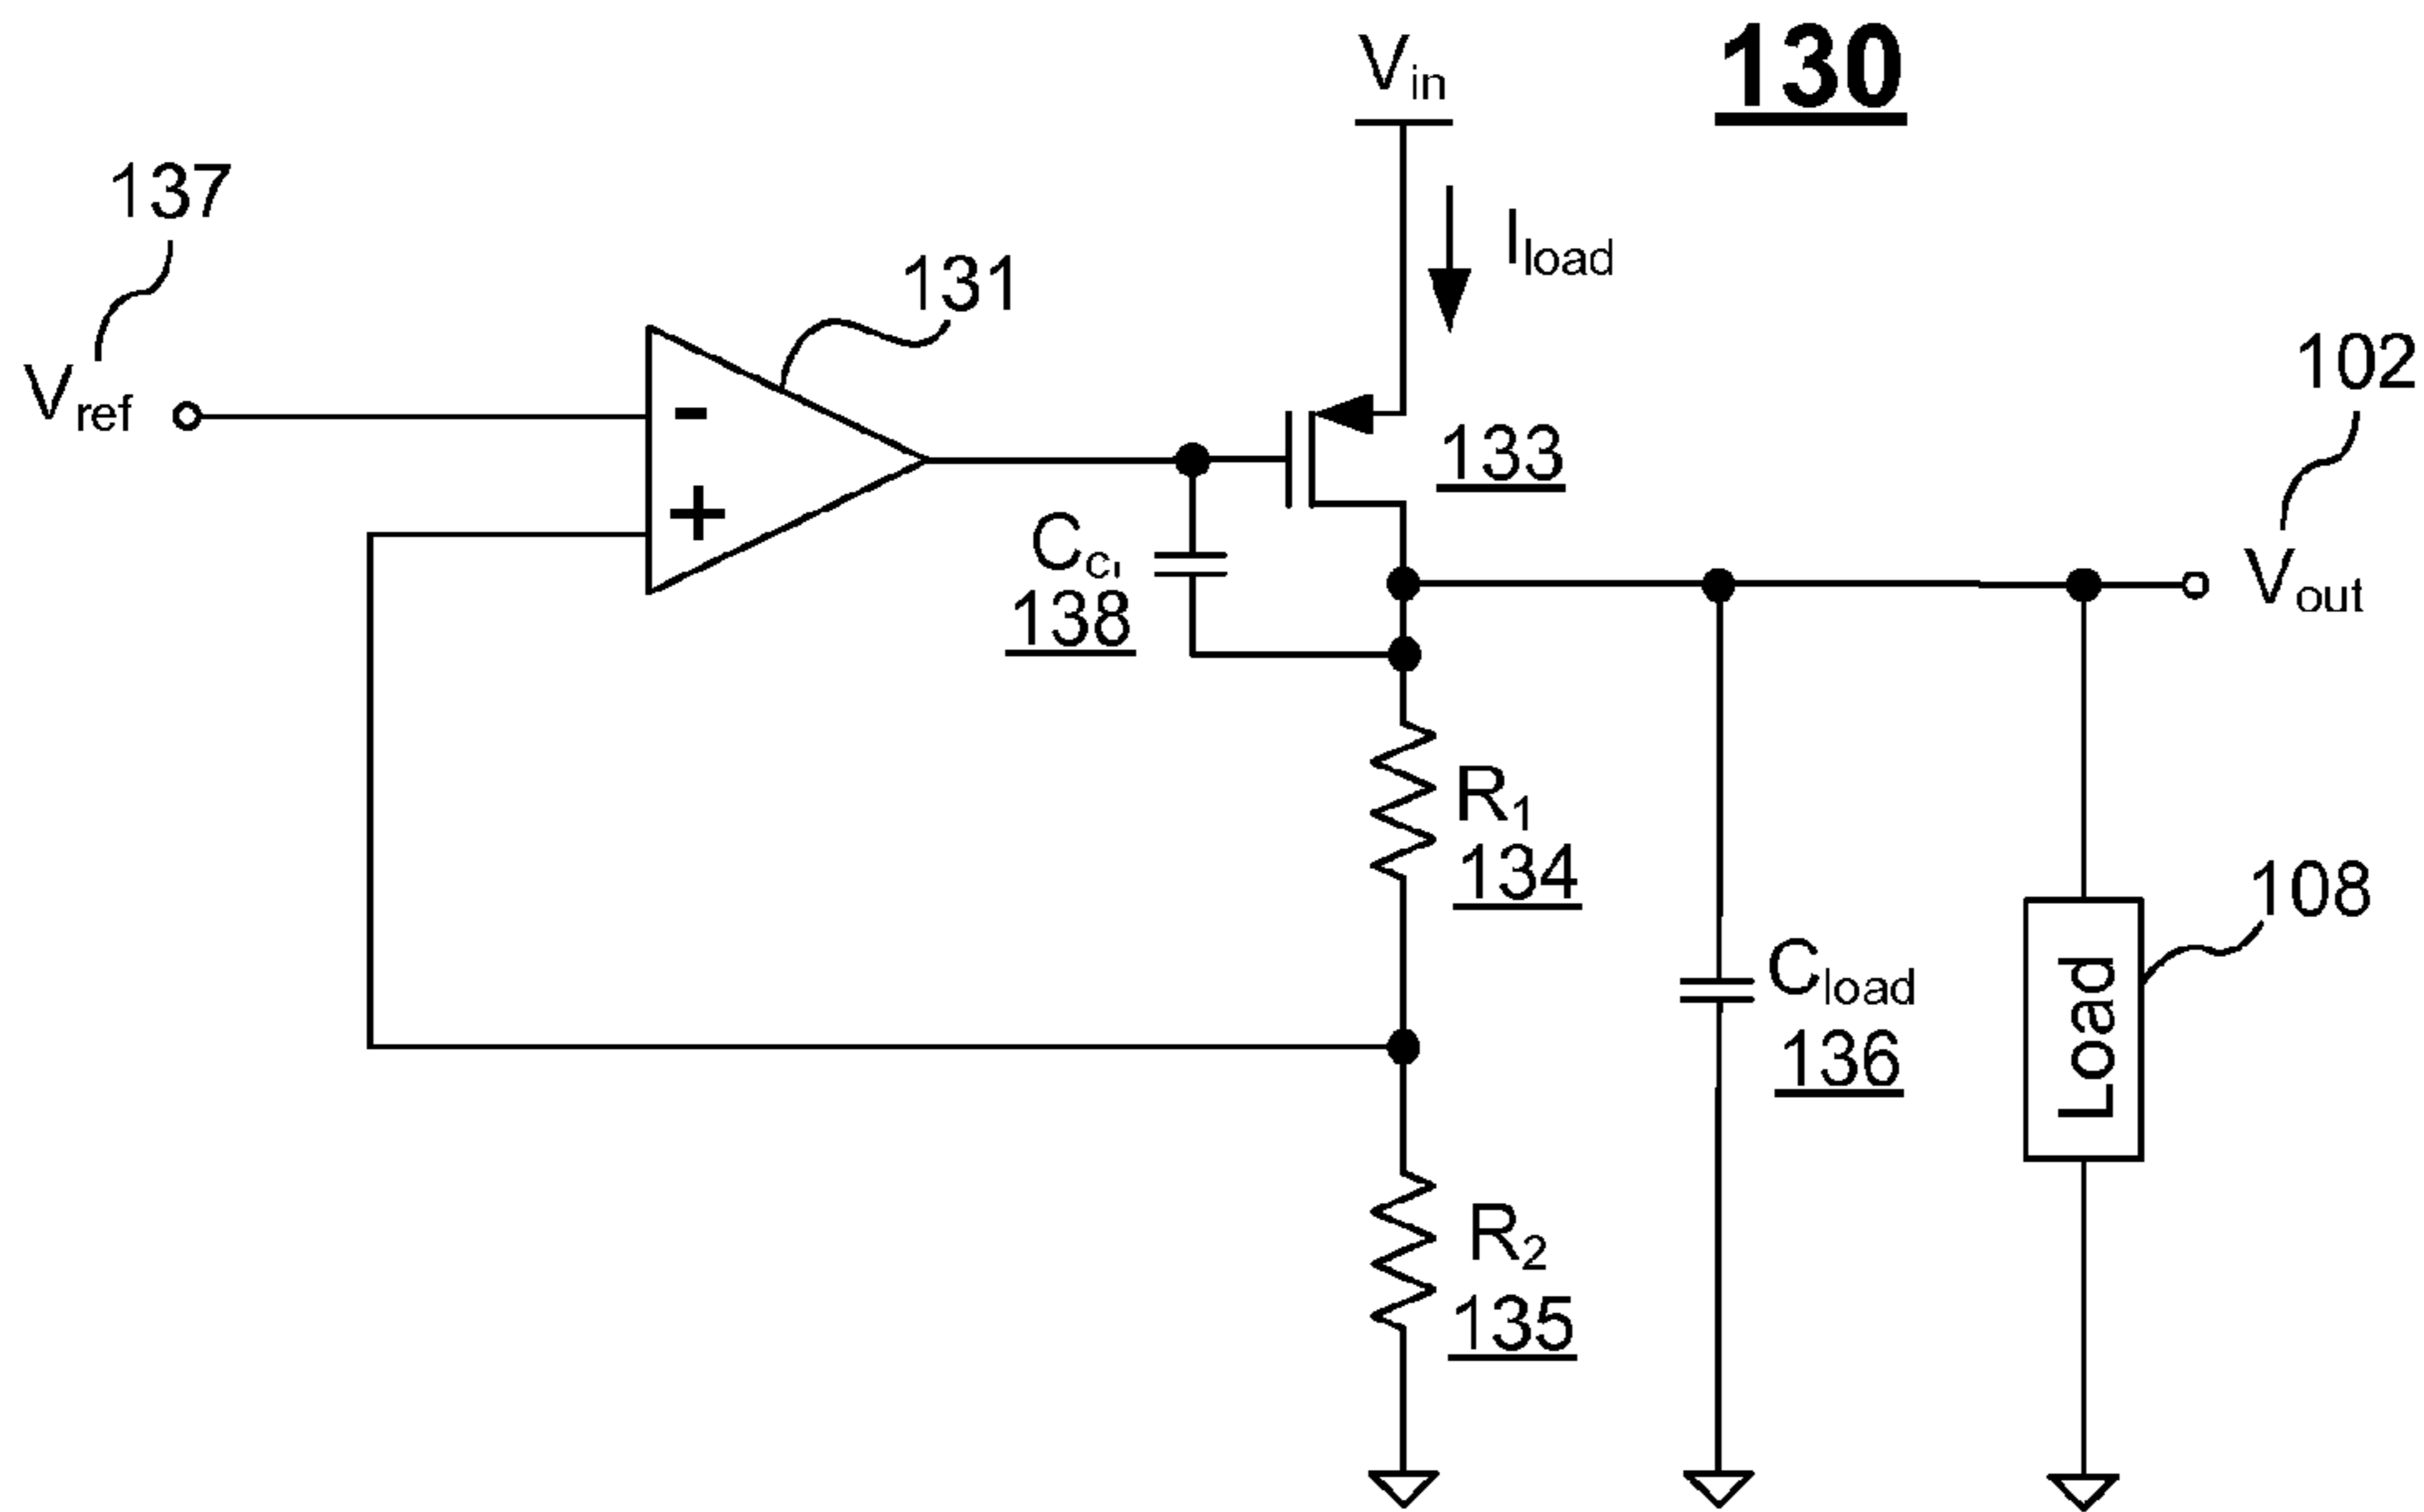 130
Vin
Iload
137
Vref
131
-
+
133
102
Vout
Cc,
138
R1
134
Cload
136
108
Load
R2
135